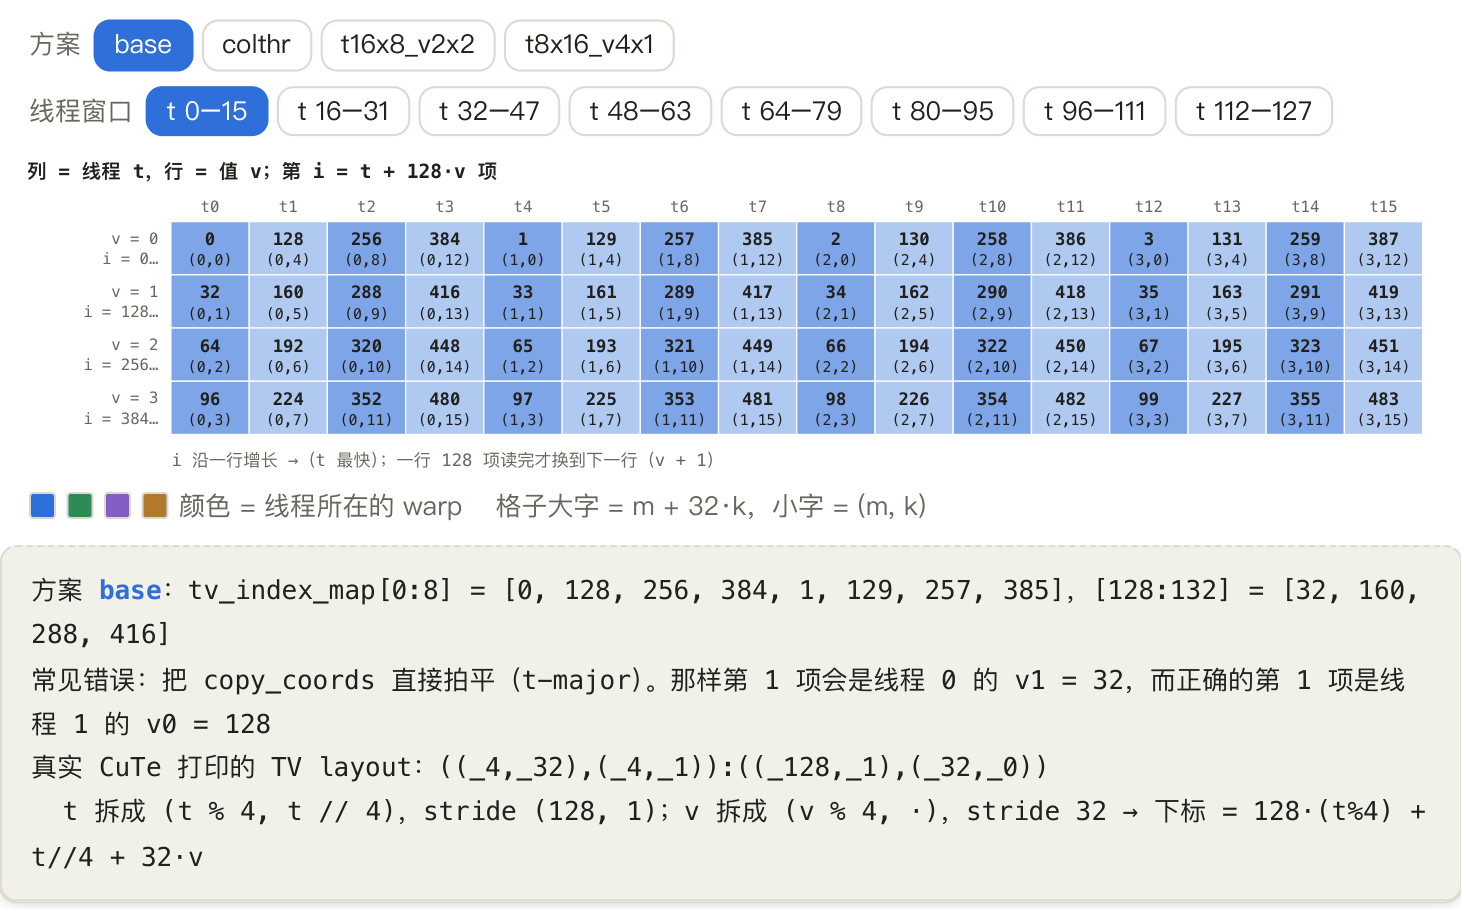 方案 base colthr t16x8_v2x2 t8x16_v4x1
线程窗口 t 0—15 t 16—31 t 32—47 t 48—63 t 64—79 t 80—95 t 96—111 t 112—127
列 = 线程 t，行 = 值 v；第 i = t + 128·v 项
t0 t1 t2 t3 t4 t5 t6 t7 t8 t9 t10 t11 t12 t13 t14 t15
v = 0 0 128 256 384 1 129 257 385 2 130 258 386 3 131 259 387
i = 0… (0,0) (0,4) (0,8) (0,12) (1,0) (1,4) (1,8) (1,12) (2,0) (2,4) (2,8) (2,12) (3,0) (3,4) (3,8) (3,12)
v = 1 32 160 288 416 33 161 289 417 34 162 290 418 35 163 291 419
i = 128… (0,1) (0,5) (0,9) (0,13) (1,1) (1,5) (1,9) (1,13) (2,1) (2,5) (2,9) (2,13) (3,1) (3,5) (3,9) (3,13)
v = 2 64 192 320 448 65 193 321 449 66 194 322 450 67 195 323 451
i = 256… (0,2) (0,6) (0,10) (0,14) (1,2) (1,6) (1,10) (1,14) (2,2) (2,6) (2,10) (2,14) (3,2) (3,6) (3,10) (3,14)
v = 3 96 224 352 480 97 225 353 481 98 226 354 482 99 227 355 483
i = 384… (0,3) (0,7) (0,11) (0,15) (1,3) (1,7) (1,11) (1,15) (2,3) (2,7) (2,11) (2,15) (3,3) (3,7) (3,11) (3,15)
i 沿一行增长 → (t 最快)；一行 128 项读完才换到下一行 (v + 1)
颜色 = 线程所在的 warp 格子大字 = m + 32·k，小字 = (m, k)
方案 base：tv_index_map[0:8] = [0, 128, 256, 384, 1, 129, 257, 385]，[128:132] = [32, 160,
288, 416]
常见错误：把 copy_coords 直接拍平（t-major）。那样第 1 项会是线程 0 的 v1 = 32，而正确的第 1 项是线
程 1 的 v0 = 128
真实 CuTe 打印的 TV layout：((_4,_32),(_4,_1)):((_128,_1),(_32,_0))
t 拆成 (t % 4, t // 4)，stride (128, 1)；v 拆成 (v % 4, ·)，stride 32 → 下标 = 128·(t%4) +
t//4 + 32·v